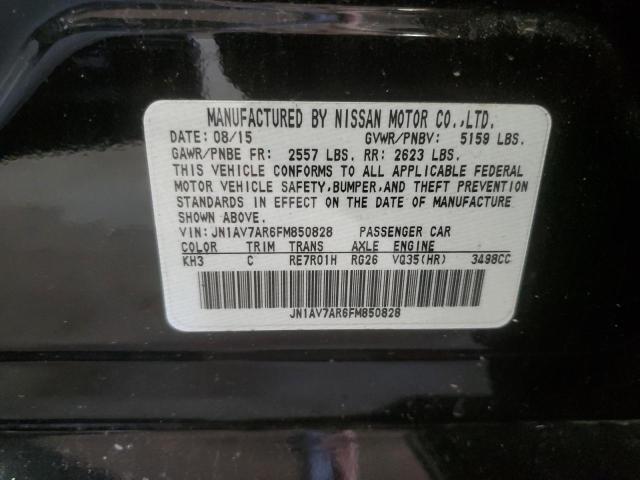 MANUFACTURED BY NISSAN MOTOR CO.,LTD.
DATE: 08/15 GVWR/PNBV: 5159 LBS.
GAWR/PNBE FR: 2557 LBS. RR: 2623 LBS.
THIS VEHICLE CONFORMS TO ALL APPLICABLE FEDERAL
MOTOR VEHICLE SAFETY,BUMPER,AND THEFT PREVENTION
STANDARDS IN EFFECT ON THE DATE OF MANUFACTURE
SHOWN ABOVE.
VIN: JN1AV7AR6FM850828 PASSENGER CAR
COLOR TRIM TRANS AXLE ENGINE
KH3 C RE7R01H RG26 VQ35(HR) 3498CC
JN1AV7AR6FM850828